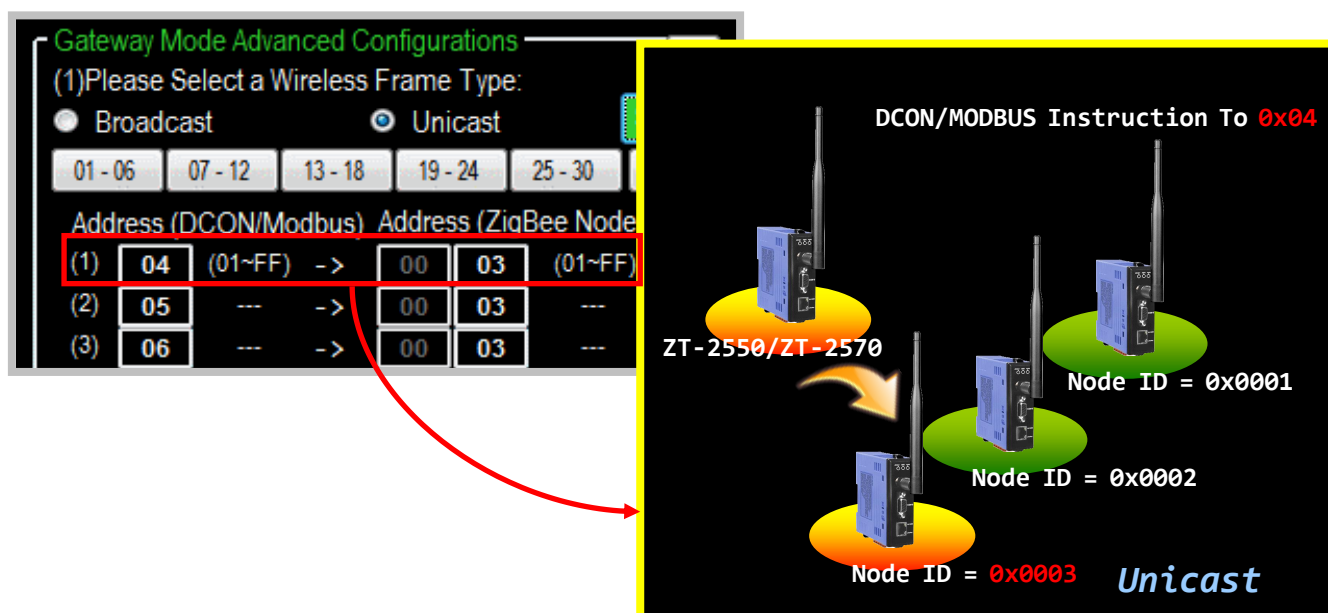 Gateway Mode Advanced Configurations
(1)Please Select a Wireless Frame Type:
Broadcast Unicast
01 - 06 07 - 12 13 - 18 19 - 24 25 - 30
Address (DCON/Modbus) Address (ZigBee Node
(1) 04 (01~FF) -> 00 03 (01~FF)
(2) 05 --- -> 00 03 ---
(3) 06 --- -> 00 03 ---
DCON/MODBUS Instruction To 0x04
ZT-2550/ZT-2570
Node ID = 0x0001
Node ID = 0x0002
Node ID = 0x0003
Unicast